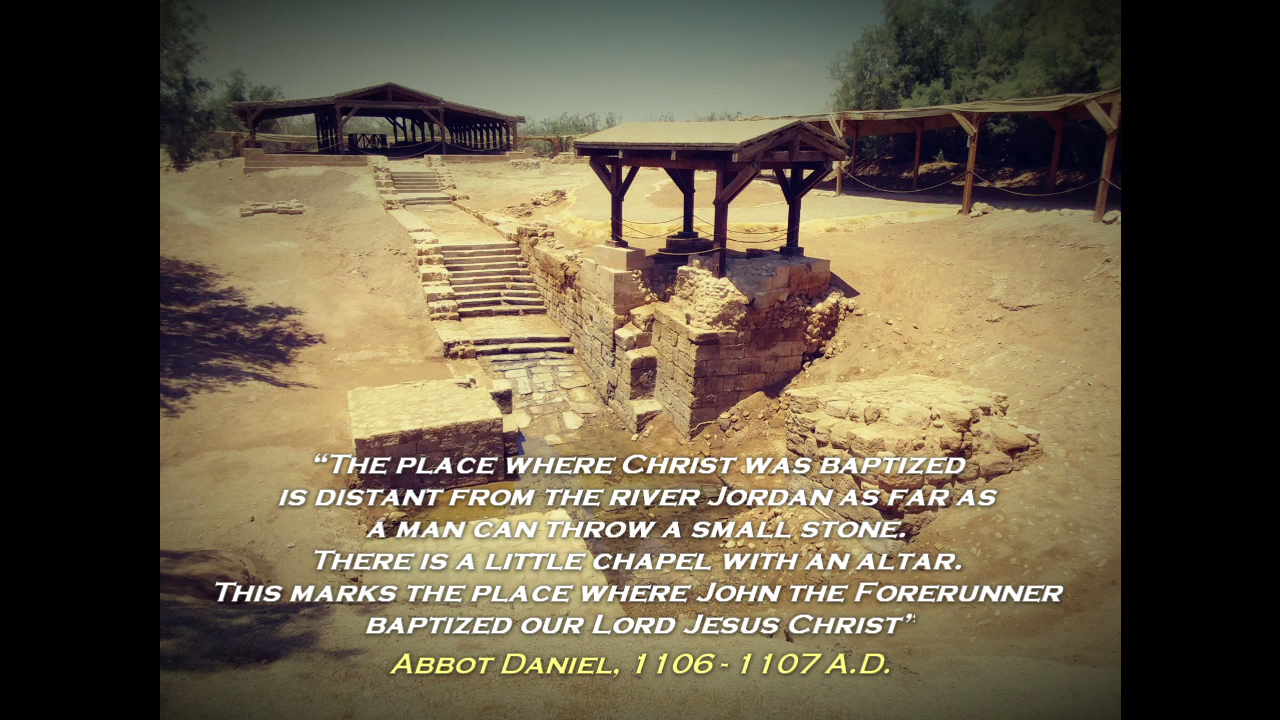 “The place where Christ was baptized
is distant from the river Jordan as far as
a man can throw a small stone.
There is a little chapel with an altar.
This marks the place where John the Forerunner
baptized our Lord Jesus Christ”
Abbot Daniel, 1106 - 1107 A.D.